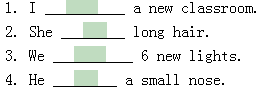 1. I ________ a new classroom.
2. She ________ long hair.
3. We ________ 6 new lights.
4. He ________ a small nose.